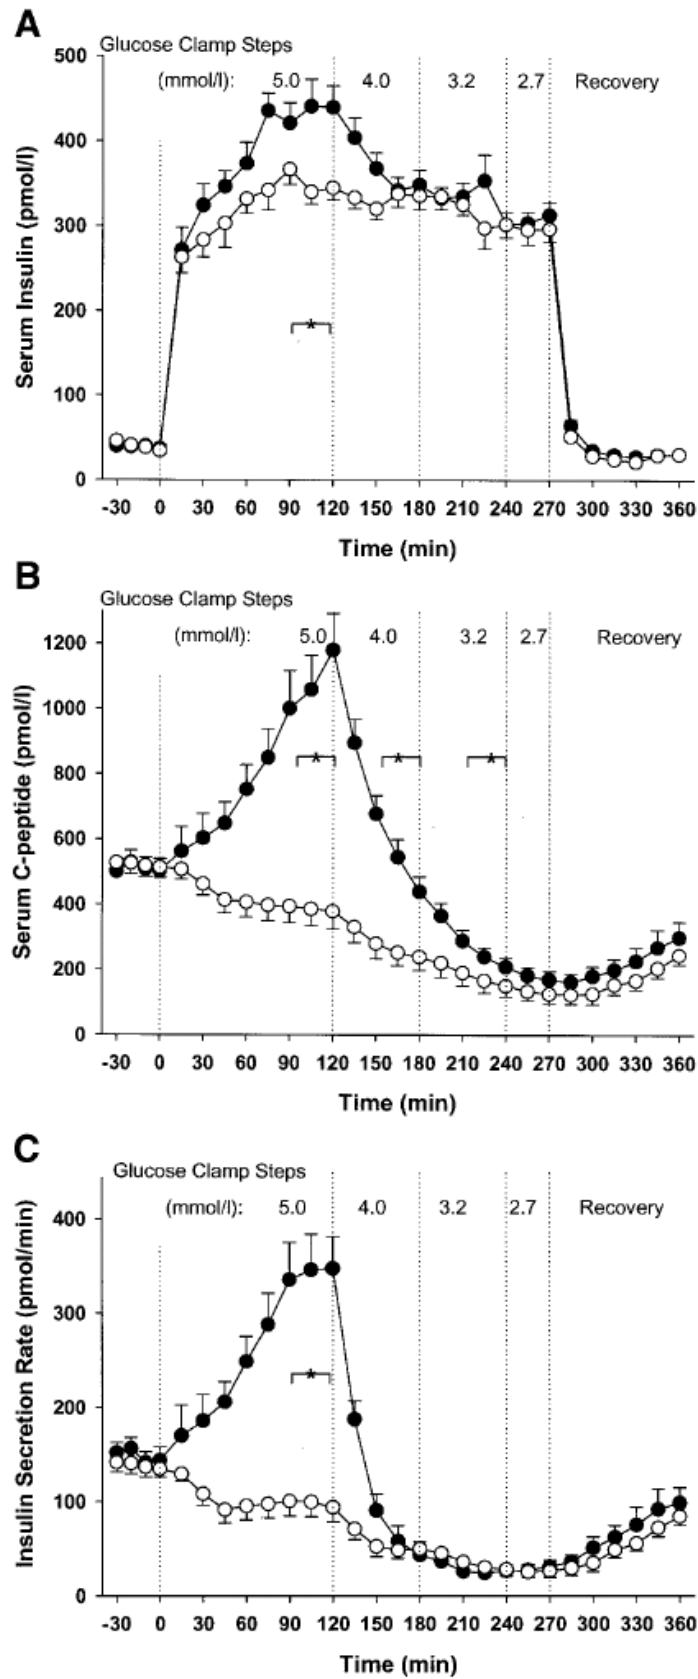 A
Glucose Clamp Steps
(mmol/l): 5.0 4.0 3.2 2.7 Recovery
500
400
300
200
100
0
Serum Insulin (pmol/l)
*
-30 0 30 60 90 120 150 180 210 240 270 300 330 360
Time (min)
B
Glucose Clamp Steps
(mmol/l): 5.0 4.0 3.2 2.7 Recovery
1200
1000
800
600
400
200
0
Serum C-peptide (pmol/l)
* * *
-30 0 30 60 90 120 150 180 210 240 270 300 330 360
Time (min)
C
Glucose Clamp Steps
(mmol/l): 5.0 4.0 3.2 2.7 Recovery
400
300
200
100
0
Insulin Secretion Rate (pmol/min)
*
-30 0 30 60 90 120 150 180 210 240 270 300 330 360
Time (min)